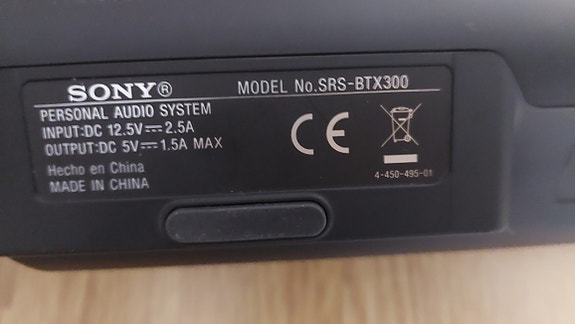 SONY® MODEL No.SRS-BTX300
PERSONAL AUDIO SYSTEM
INPUT:DC 12.5V⎓2.5A
OUTPUT:DC 5V⎓1.5A MAX
Hecho en China
MADE IN CHINA
CE
4-450-495-01